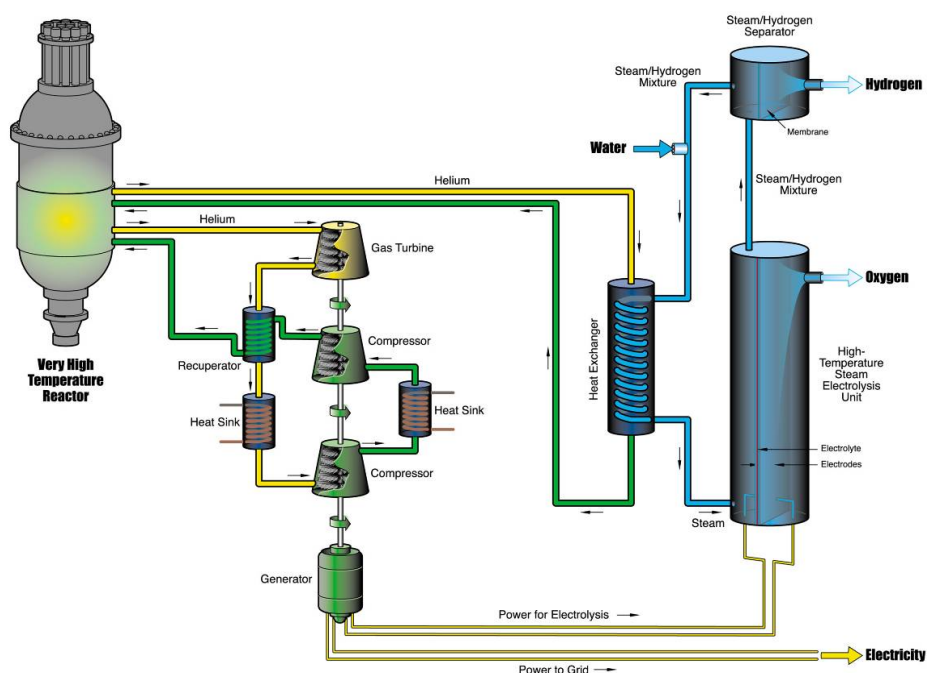 Steam/Hydrogen
Separator
Steam/Hydrogen
Mixture
Hydrogen
Membrane
Water
Steam/Hydrogen
Mixture
Helium
Helium
Gas Turbine
Oxygen
Compressor
Recuperator
Very High
Temperature
Reactor
Heat Exchanger
High-
Temperature
Steam
Electrolysis
Unit
Heat Sink
Heat Sink
Electrolyte
Electrodes
Compressor
Steam
Generator
Power for Electrolysis
Electricity
Power to Grid